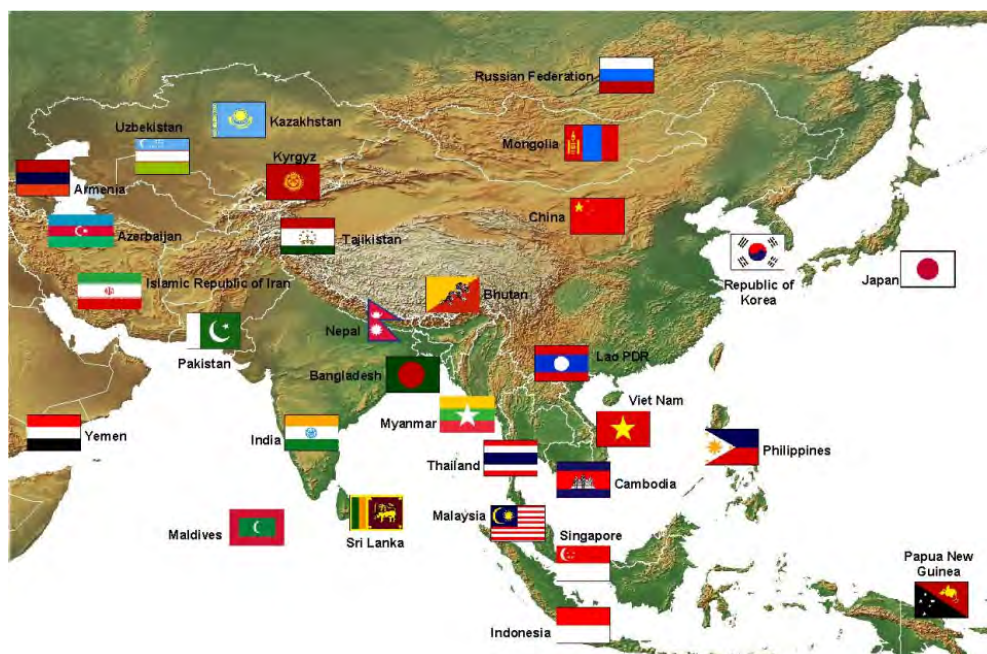 Russian Federation
Kazakhstan
Uzbekistan
Mongolia
Kyrgyz
Armenia
China
Azerbaijan
Tajikistan
Islamic Republic of Iran
Bhutan
Republic of
Korea
Japan
Nepal
Pakistan
Lao PDR
Bangladesh
Viet Nam
Myanmar
Yemen
India
Philippines
Thailand
Cambodia
Malaysia
Maldives
Sri Lanka
Singapore
Papua New
Guinea
Indonesia